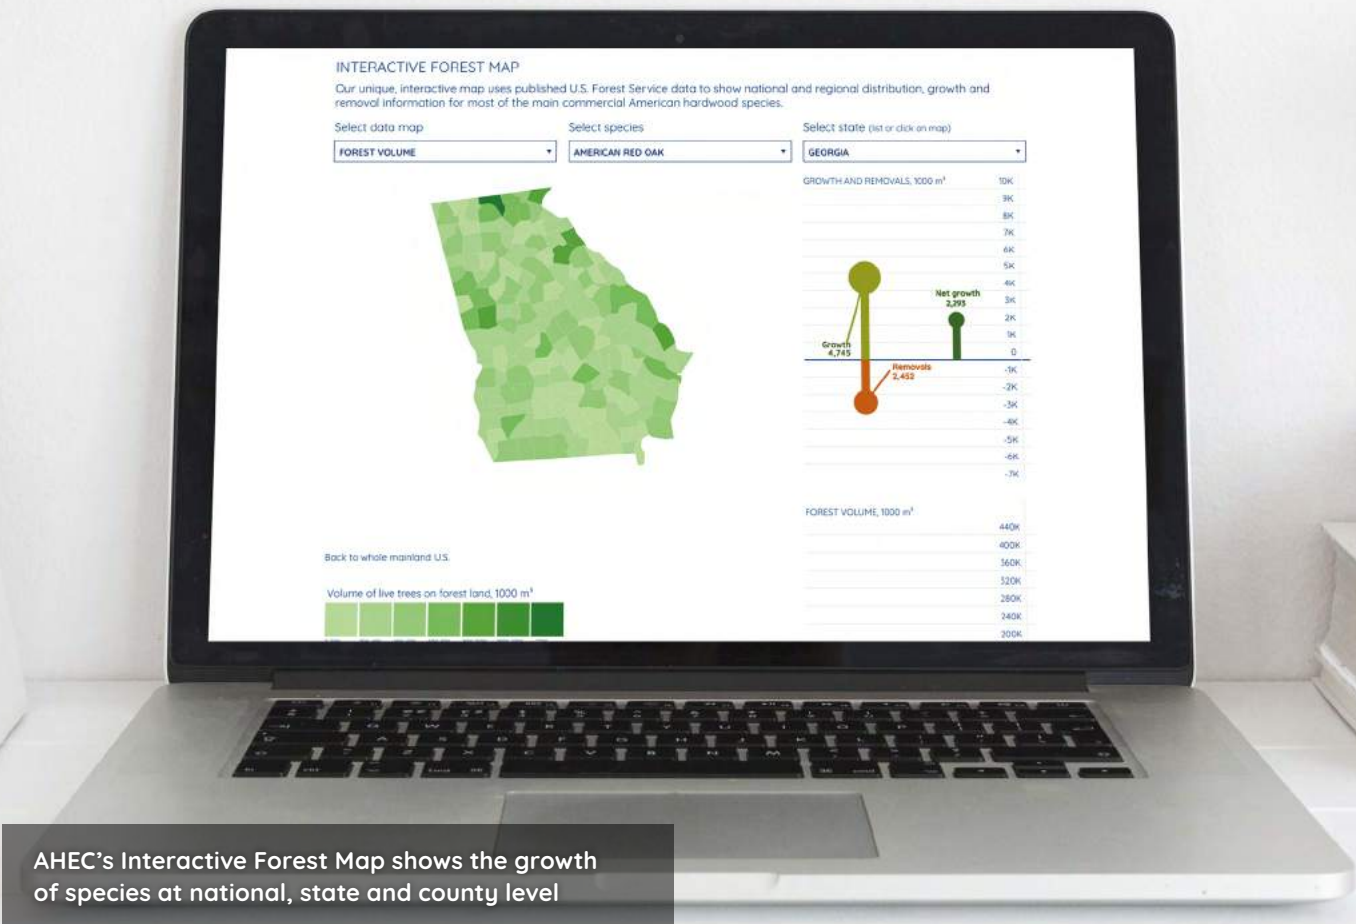 INTERACTIVE FOREST MAP
Our unique, interactive map uses published U.S. Forest Service data to show national and regional distribution, growth and
removal information for most of the main commercial American hardwood species.
Select data map
FOREST VOLUME
Select species
AMERICAN RED OAK
Select state (list or click on map)
GEORGIA
GROWTH AND REMOVALS, 1000 m³
10K
9K
8K
7K
6K
5K
4K
3K
2K
1K
0
-1K
-2K
-3K
-4K
-5K
-6K
-7K
Net growth
2,293
Growth
4,745
Removals
2,452
FOREST VOLUME, 1000 m³
440K
400K
360K
320K
280K
240K
200K
Back to whole mainland U.S.
Volume of live trees on forest land, 1000 m³
AHEC's Interactive Forest Map shows the growth
of species at national, state and county level